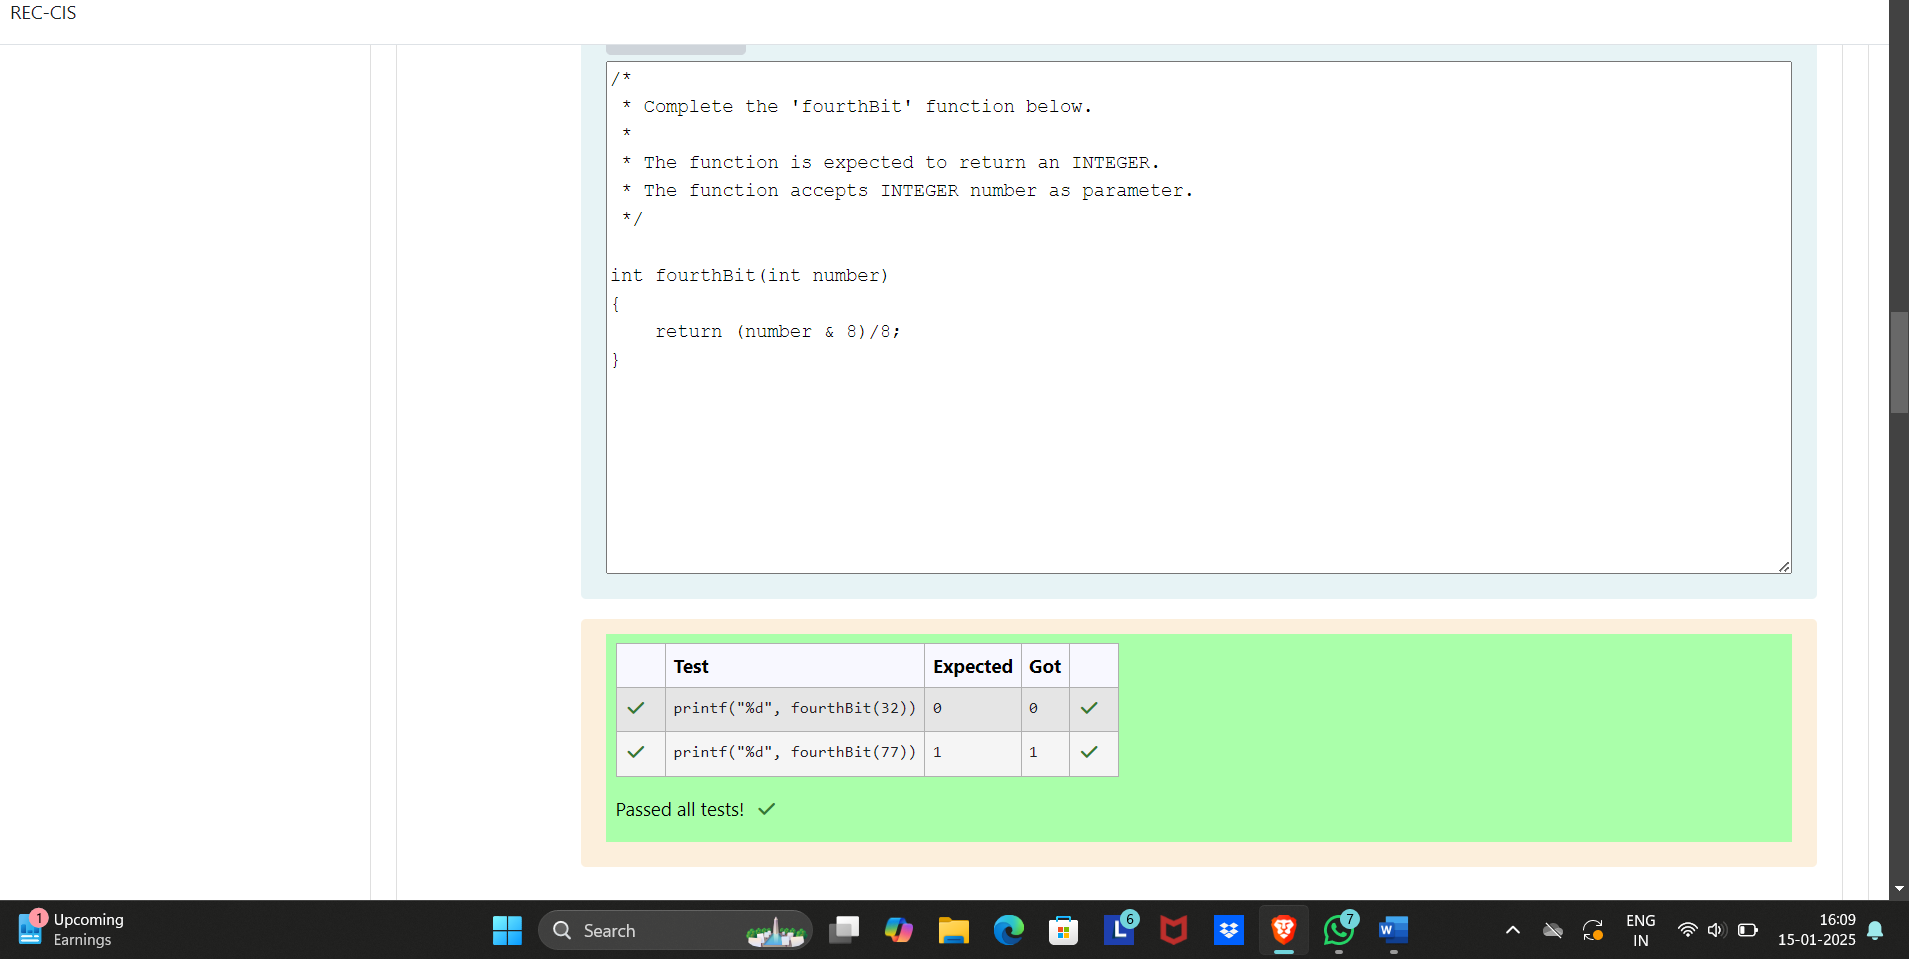 REC-CIS
/*
 * Complete the 'fourthBit' function below.
 *
 * The function is expected to return an INTEGER.
 * The function accepts INTEGER number as parameter.
 */
int fourthBit(int number)
{
    return (number & 8)/8;
}
Test Expected Got
printf("%d", fourthBit(32)) 0 0
printf("%d", fourthBit(77)) 1 1
Passed all tests!
1
Upcoming
Earnings
Search
L 6
7
W
ENG
IN
16:09
15-01-2025